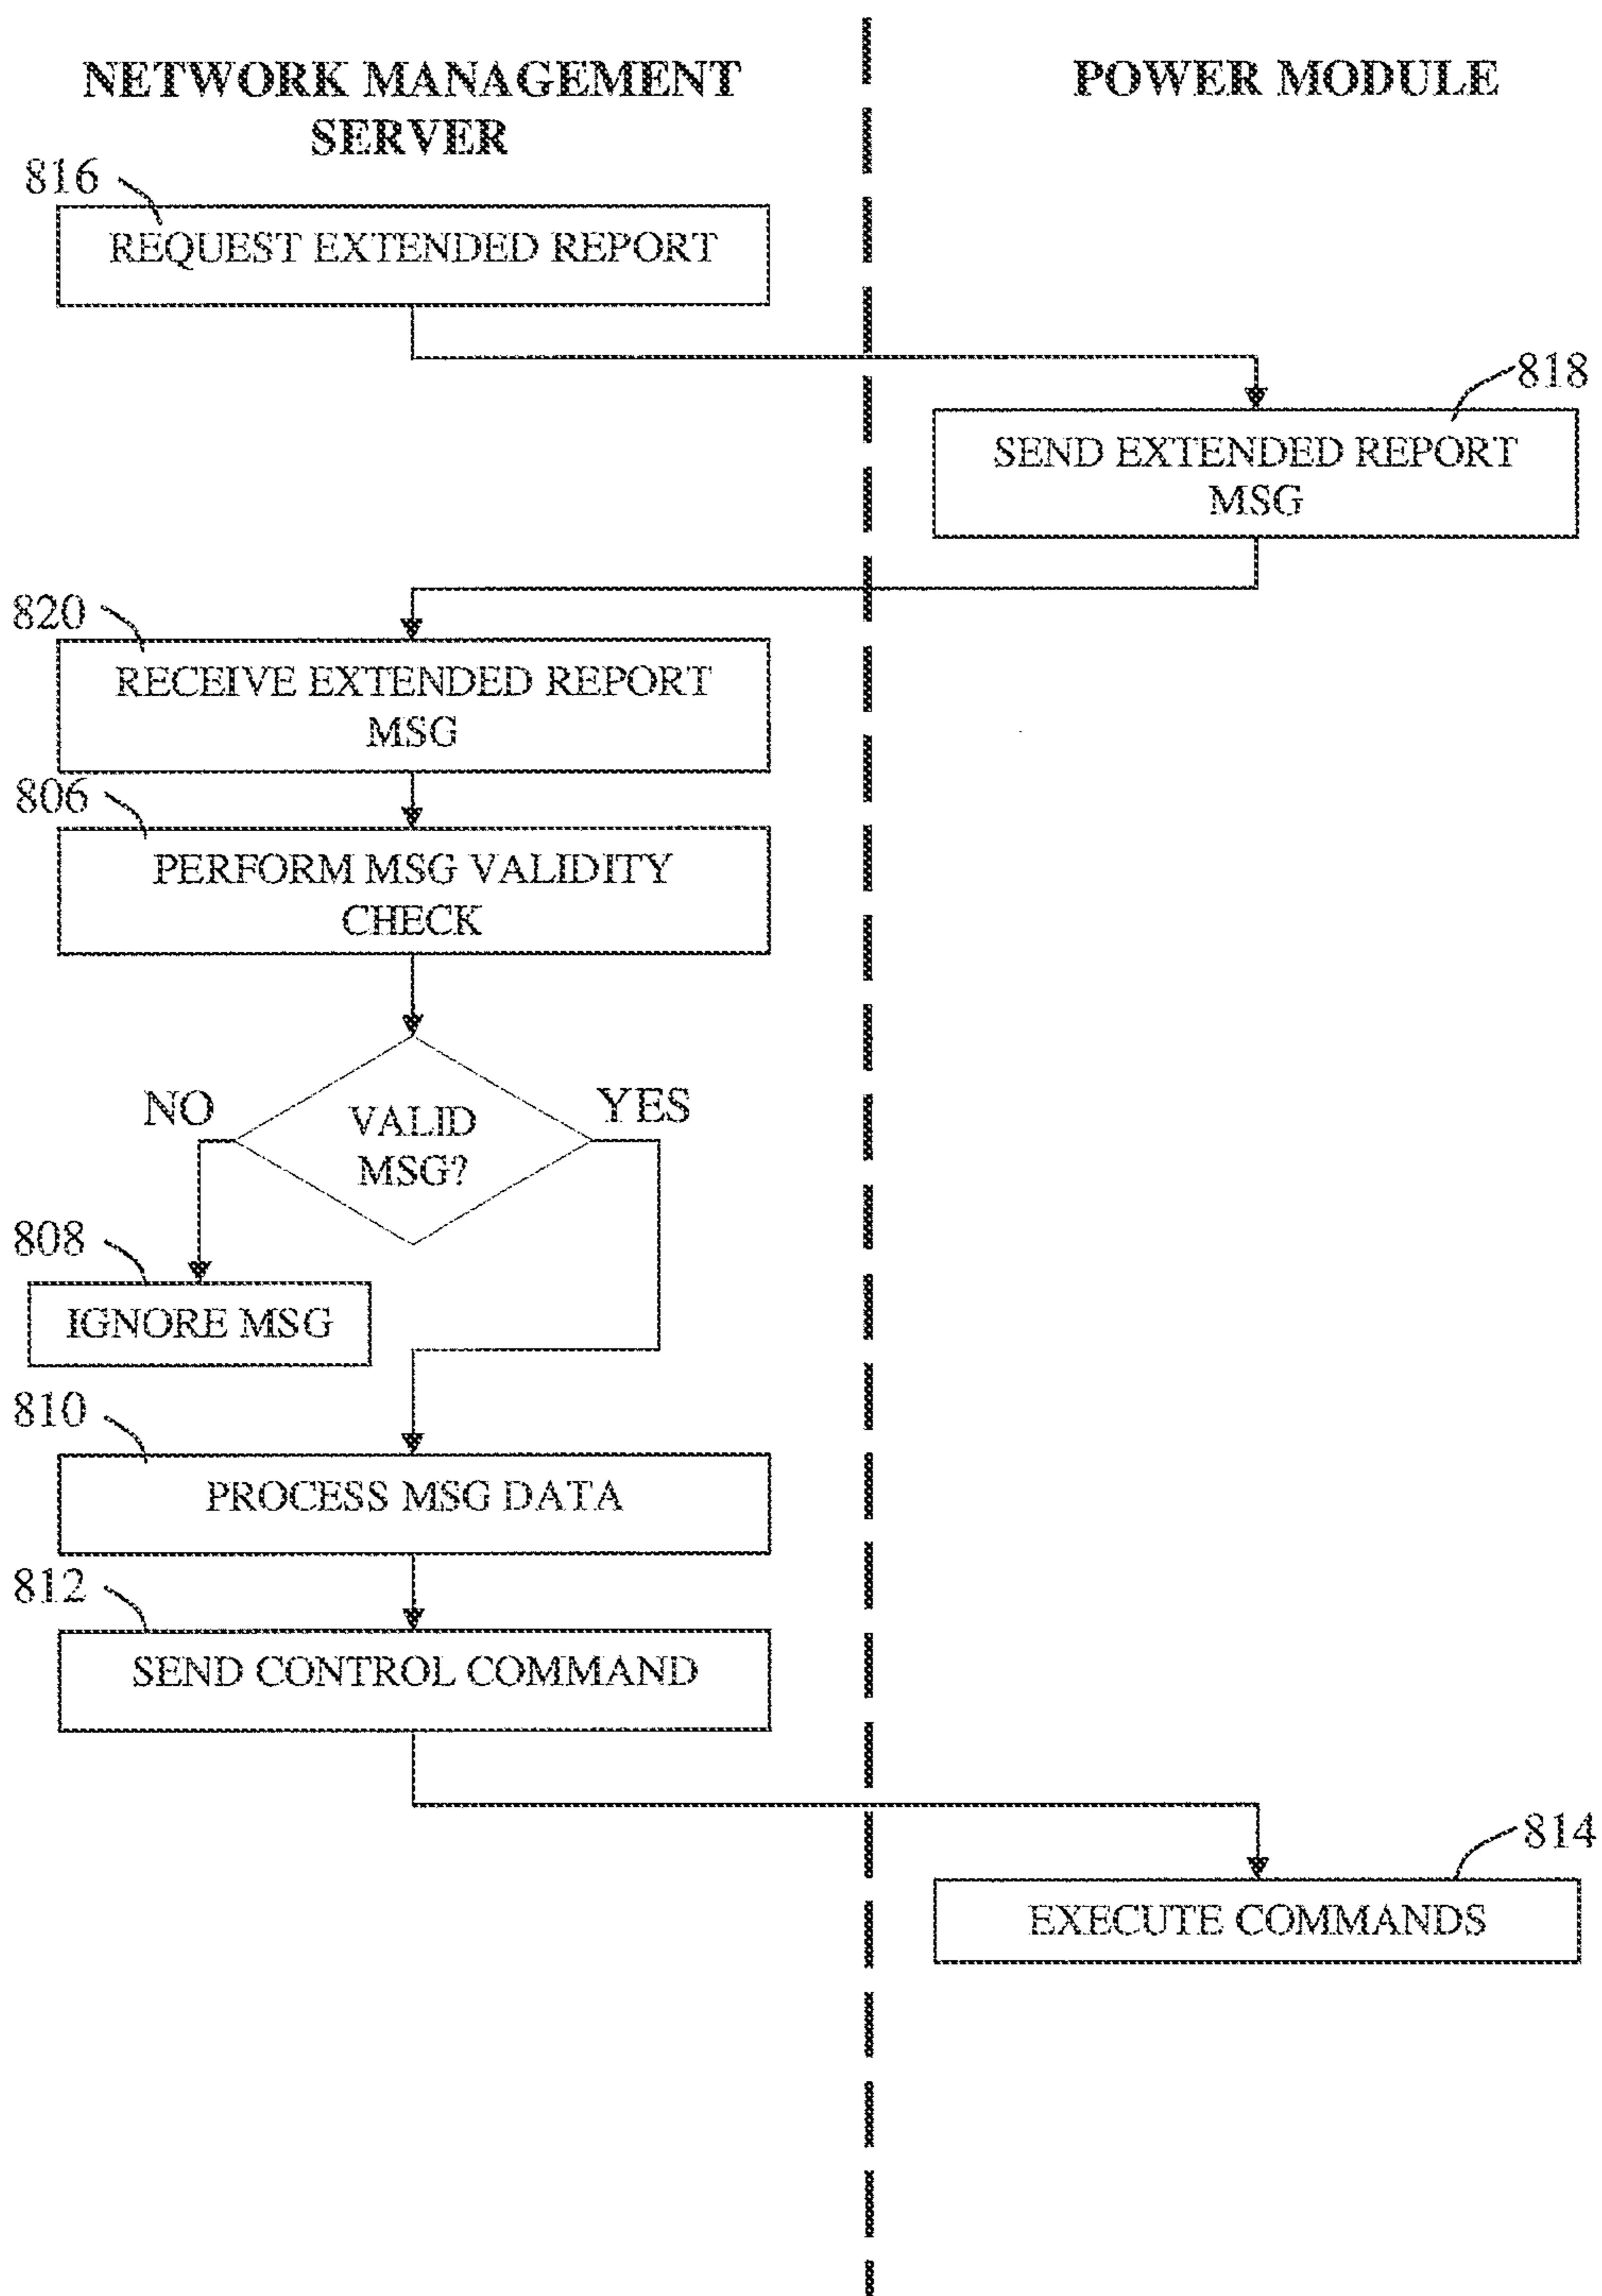 NETWORK MANAGEMENT
SERVER
POWER MODULE
816
REQUEST EXTENDED REPORT
818
SEND EXTENDED REPORT
MSG
820
RECEIVE EXTENDED REPORT
MSG
806
PERFORM MSG VALIDITY
CHECK
NO
YES
VALID
MSG?
808
IGNORE MSG
810
PROCESS MSG DATA
812
SEND CONTROL COMMAND
814
EXECUTE COMMANDS